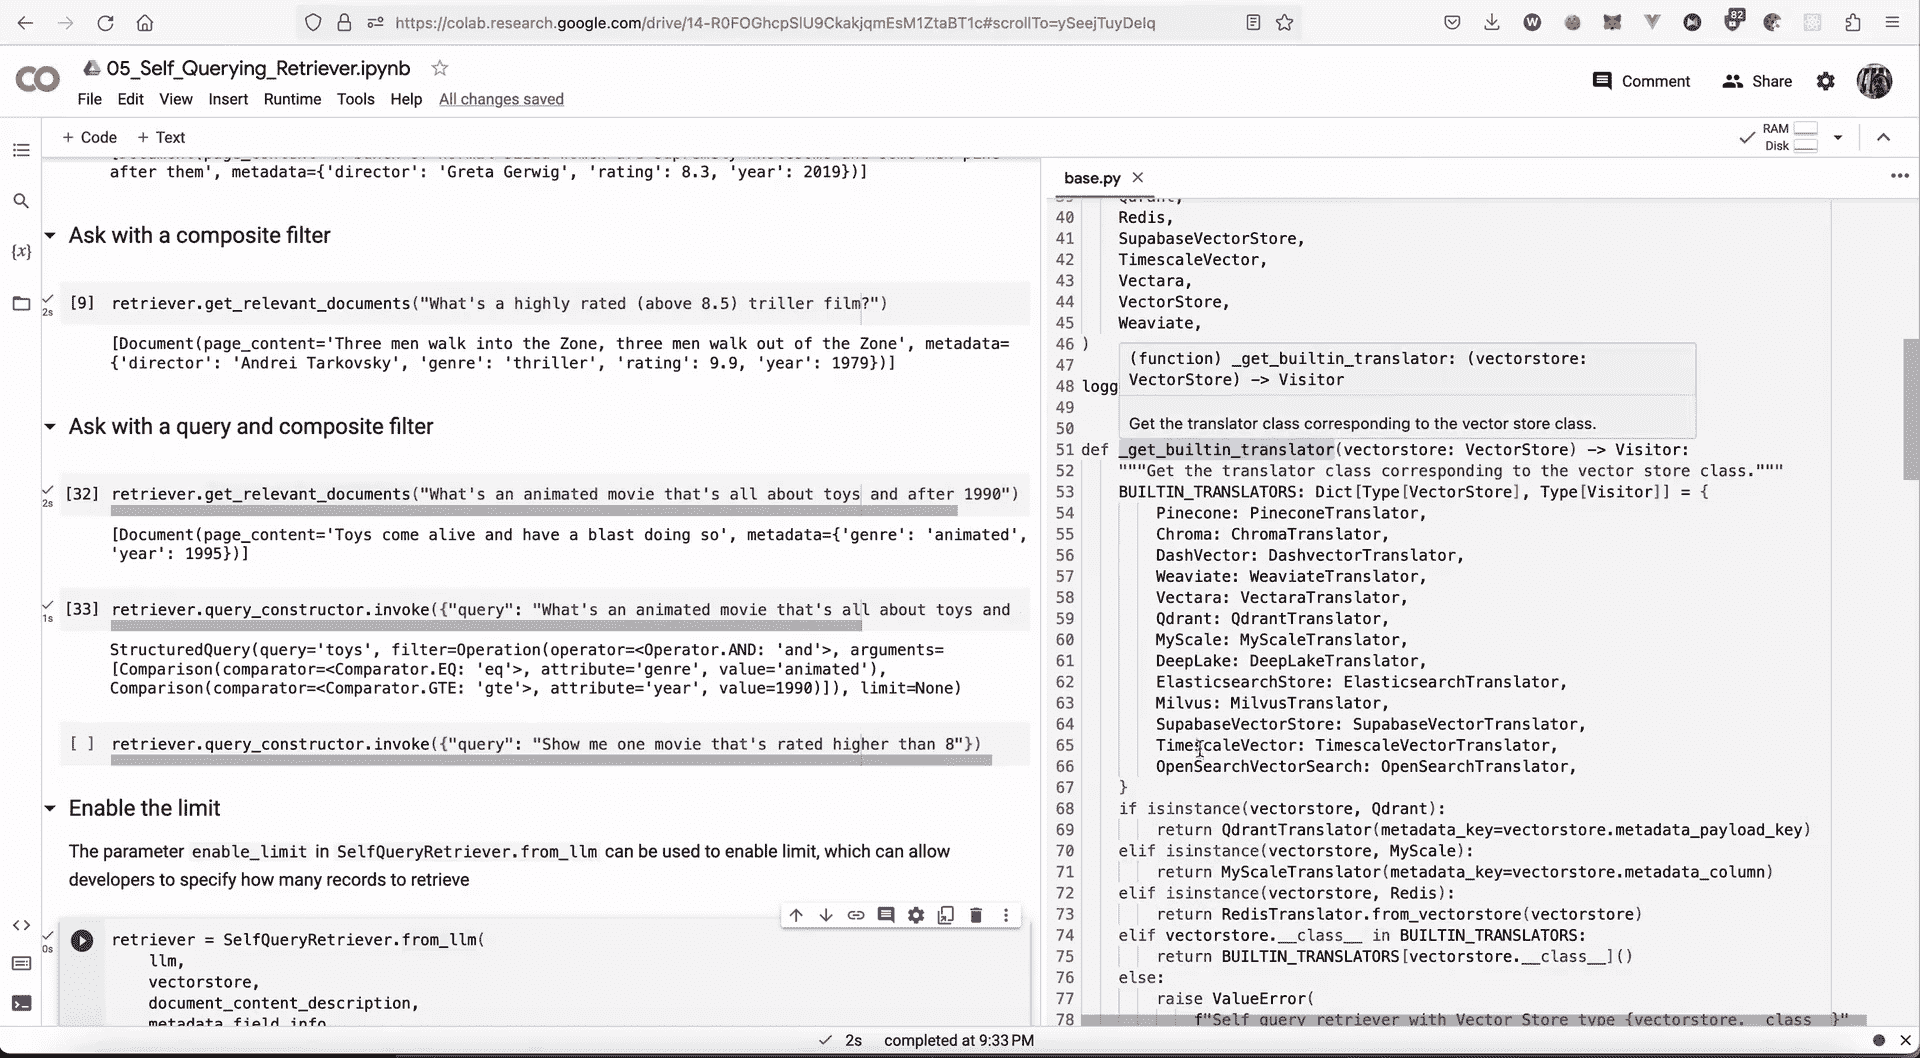 https://colab.research.google.com/drive/14-R0FOGhcpSlU9CkakjqmEsM1ZtaBT1c#scrollTo=ySeejTuyDelq
82
05_Self_Querying_Retriever.ipynb
File Edit View Insert Runtime Tools Help All changes saved
Comment Share
+ Code + Text
RAM
Disk
after them', metadata={'director': 'Greta Gerwig', 'rating': 8.3, 'year': 2019})]
Ask with a composite filter
[9] retriever.get_relevant_documents("What's a highly rated (above 8.5) triller film?")
2s
[Document(page_content='Three men walk into the Zone, three men walk out of the Zone', metadata=
{'director': 'Andrei Tarkovsky', 'genre': 'thriller', 'rating': 9.9, 'year': 1979})]
Ask with a query and composite filter
[32] retriever.get_relevant_documents("What's an animated movie that's all about toys and after 1990")
2s
[Document(page_content='Toys come alive and have a blast doing so', metadata={'genre': 'animated',
'year': 1995})]
[33] retriever.query_constructor.invoke({"query": "What's an animated movie that's all about toys and
1s
StructuredQuery(query='toys', filter=Operation(operator=<Operator.AND: 'and'>, arguments=
[Comparison(comparator=<Comparator.EQ: 'eq'>, attribute='genre', value='animated'),
Comparison(comparator=<Comparator.GTE: 'gte'>, attribute='year', value=1990)]), limit=None)
[ ] retriever.query_constructor.invoke({"query": "Show me one movie that's rated higher than 8"})
Enable the limit
The parameter enable_limit in SelfQueryRetriever.from_llm can be used to enable limit, which can allow
developers to specify how many records to retrieve
0s
retriever = SelfQueryRetriever.from_llm(
llm,
vectorstore,
document_content_description,
metadata_field_info
base.py
39 Qdrant,
40 Redis,
41 SupabaseVectorStore,
42 TimescaleVector,
43 Vectara,
44 VectorStore,
45 Weaviate,
46 )
(function) _get_builtin_translator: (vectorstore:
VectorStore) -> Visitor
Get the translator class corresponding to the vector store class.
47
48 logg
49
50
51 def _get_builtin_translator(vectorstore: VectorStore) -> Visitor:
52 """Get the translator class corresponding to the vector store class."""
53 BUILTIN_TRANSLATORS: Dict[Type[VectorStore], Type[Visitor]] = {
54 Pinecone: PineconeTranslator,
55 Chroma: ChromaTranslator,
56 DashVector: DashvectorTranslator,
57 Weaviate: WeaviateTranslator,
58 Vectara: VectaraTranslator,
59 Qdrant: QdrantTranslator,
60 MyScale: MyScaleTranslator,
61 DeepLake: DeepLakeTranslator,
62 ElasticsearchStore: ElasticsearchTranslator,
63 Milvus: MilvusTranslator,
64 SupabaseVectorStore: SupabaseVectorTranslator,
65 TimescaleVector: TimescaleVectorTranslator,
66 OpenSearchVectorSearch: OpenSearchTranslator,
67 }
68 if isinstance(vectorstore, Qdrant):
69 return QdrantTranslator(metadata_key=vectorstore.metadata_payload_key)
70 elif isinstance(vectorstore, MyScale):
71 return MyScaleTranslator(metadata_key=vectorstore.metadata_column)
72 elif isinstance(vectorstore, Redis):
73 return RedisTranslator.from_vectorstore(vectorstore)
74 elif vectorstore.__class__ in BUILTIN_TRANSLATORS:
75 return BUILTIN_TRANSLATORS[vectorstore.__class__]()
76 else:
77 raise ValueError(
78 f"Self query retriever with Vector Store type {vectorstore.__class__}"
2s completed at 9:33 PM